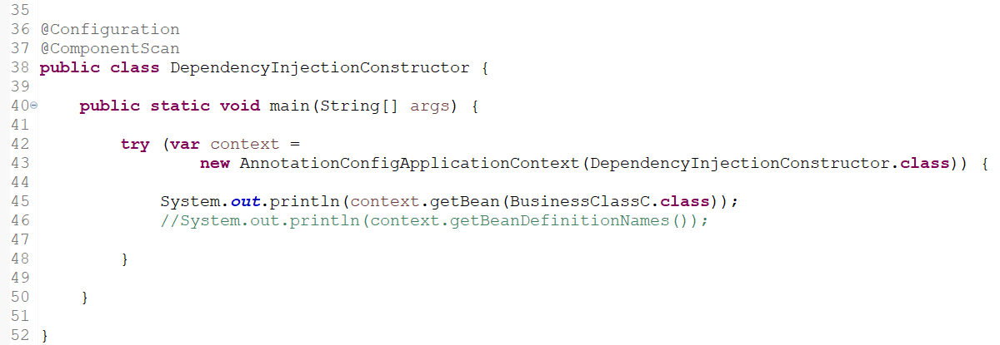 35
36 @Configuration
37 @ComponentScan
38 public class DependencyInjectionConstructor {
39
40 public static void main(String[] args) {
41
42 try (var context =
43 new AnnotationConfigApplicationContext(DependencyInjectionConstructor.class)) {
44
45 System.out.println(context.getBean(BusinessClassC.class));
46 //System.out.println(context.getBeanDefinitionNames());
47
48 }
49
50 }
51
52 }